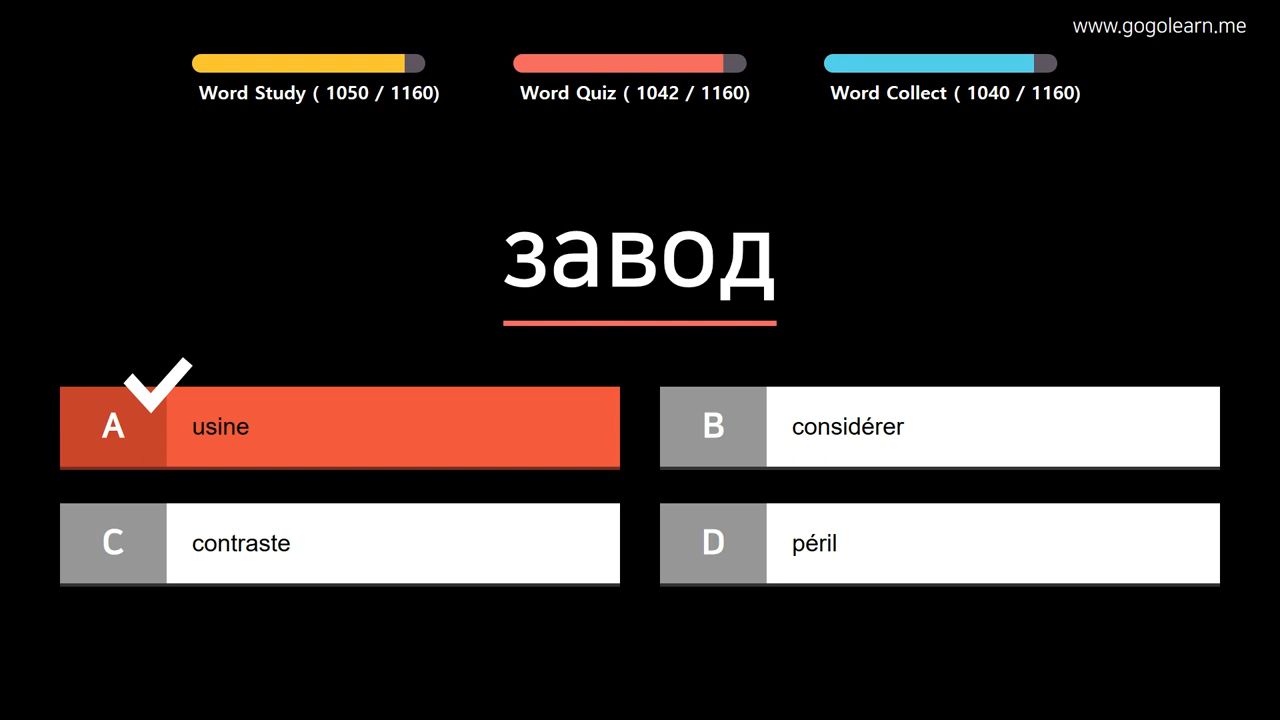 www.gogolearn.me
Word Study ( 1050 / 1160)
Word Quiz ( 1042 / 1160)
Word Collect ( 1040 / 1160)
завод
A usine
B considérer
C contraste
D péril